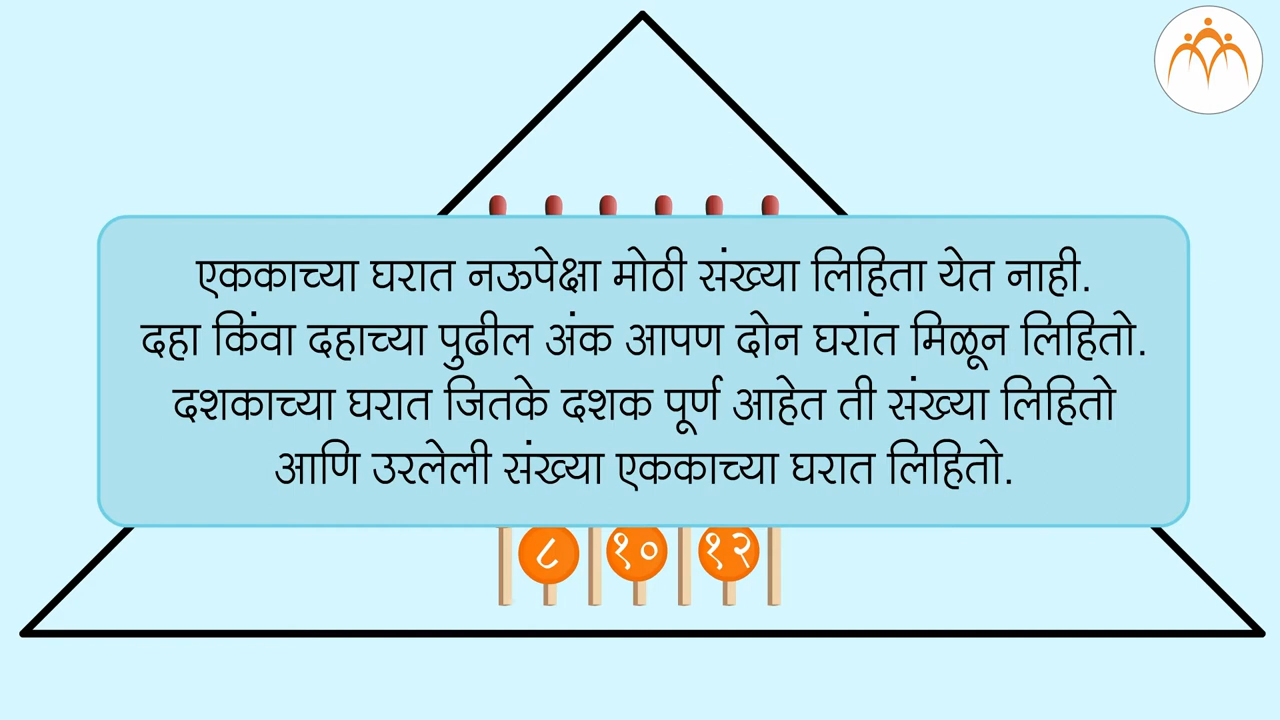 एककाच्या घरात नऊपेक्षा मोठी संख्या लिहिता येत नाही.
दहा किंवा दहाच्या पुढील अंक आपण दोन घरांत मिळून लिहितो.
दशकाच्या घरात जितके दशक पूर्ण आहेत ती संख्या लिहितो
आणि उरलेली संख्या एककाच्या घरात लिहितो.
८ १० १२